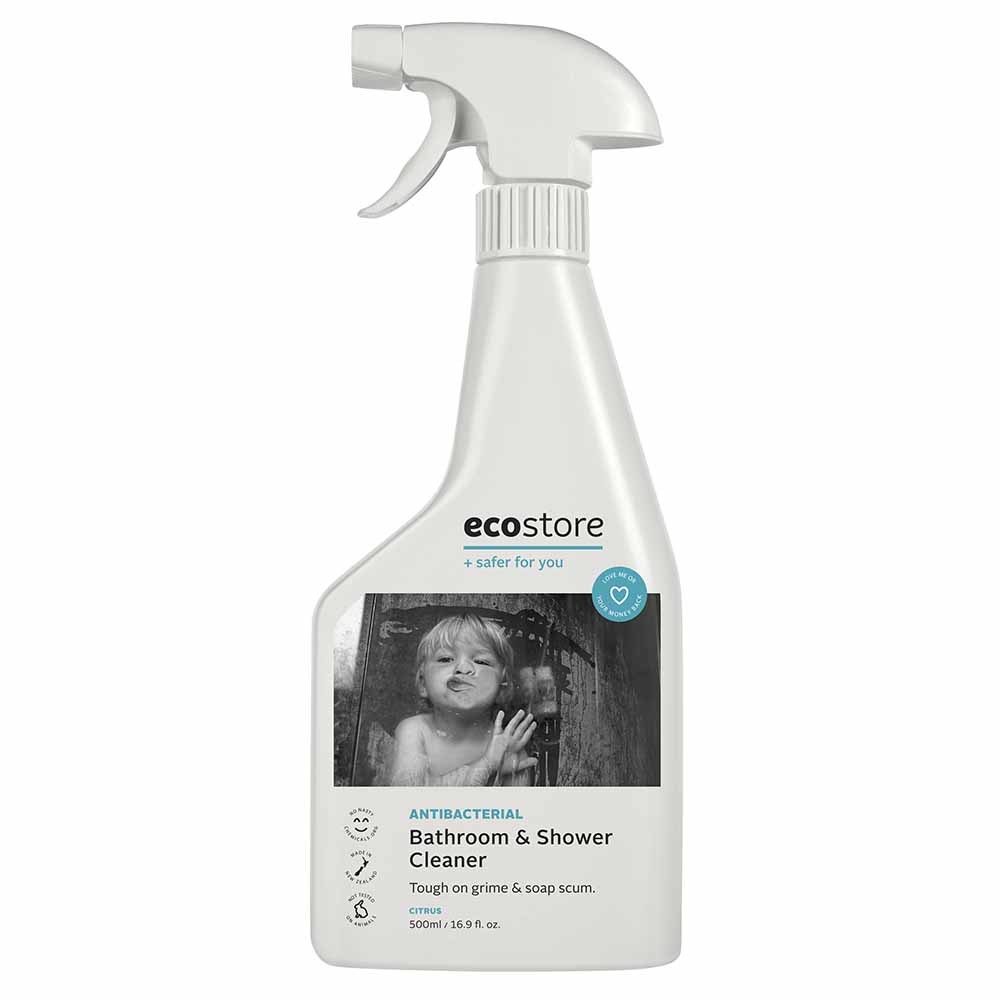 ecostore
+ safer for you
LOVE ME OR
YOUR MONEY BACK
NO NASTY
CHEMICALS.ORG
MADE IN
NEW ZEALAND
NOT TESTED
ON ANIMALS
ANTIBACTERIAL
Bathroom & Shower
Cleaner
Tough on grime & soap scum.
CITRUS
500ml / 16.9 fl. oz.